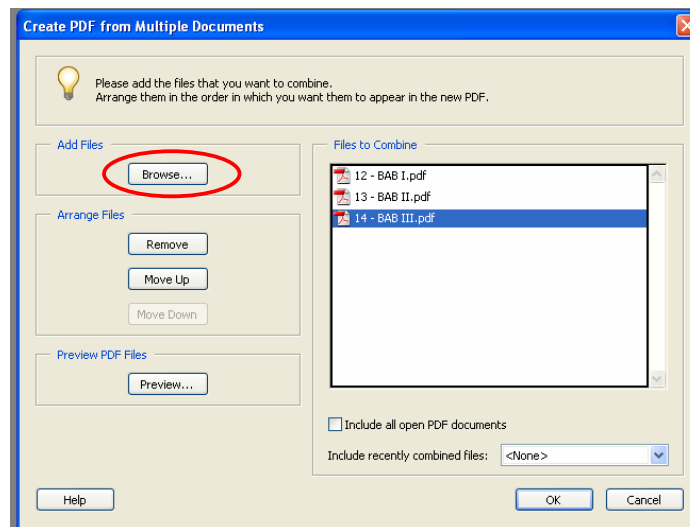 Create PDF from Multiple Documents
Please add the files that you want to combine.
Arrange them in the order in which you want them to appear in the new PDF.
Add Files
Browse...
Arrange Files
Remove
Move Up
Move Down
Preview PDF Files
Preview...
Files to Combine
12 - BAB I.pdf
13 - BAB II.pdf
14 - BAB III.pdf
Include all open PDF documents
Include recently combined files: <None>
Help
OK
Cancel